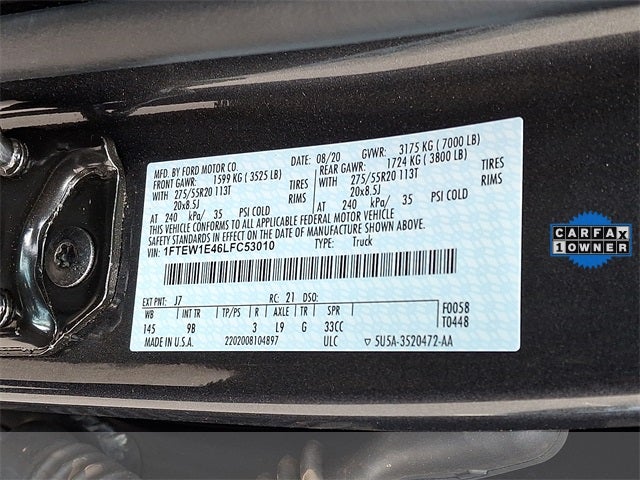 MFD. BY FORD MOTOR CO. DATE: 08/20 GVWR: 3175 KG ( 7000 LB)
FRONT GAWR: 1599 KG ( 3525 LB) REAR GAWR: 1724 KG ( 3800 LB)
WITH 275/55R20 113T TIRES WITH 275/55R20 113T TIRES
20x8.5J RIMS 20x8.5J RIMS
AT 240 kPa/ 35 PSI COLD AT 240 kPa/ 35 PSI COLD
THIS VEHICLE CONFORMS TO ALL APPLICABLE FEDERAL MOTOR VEHICLE
SAFETY STANDARDS IN EFFECT ON THE DATE OF MANUFACTURE SHOWN ABOVE.
VIN: 1FTEW1E46LFC53010 TYPE: Truck
EXT PNT: J7 RC: 21 DSO: F0058
WB INT TR TP/PS R AXLE TR SPR T0448
145 9B 3 L9 G 33CC
MADE IN U.S.A. 2202008104897 ULC ▽ 5U5A-3520472-AA
CARFAX
1 OWNER